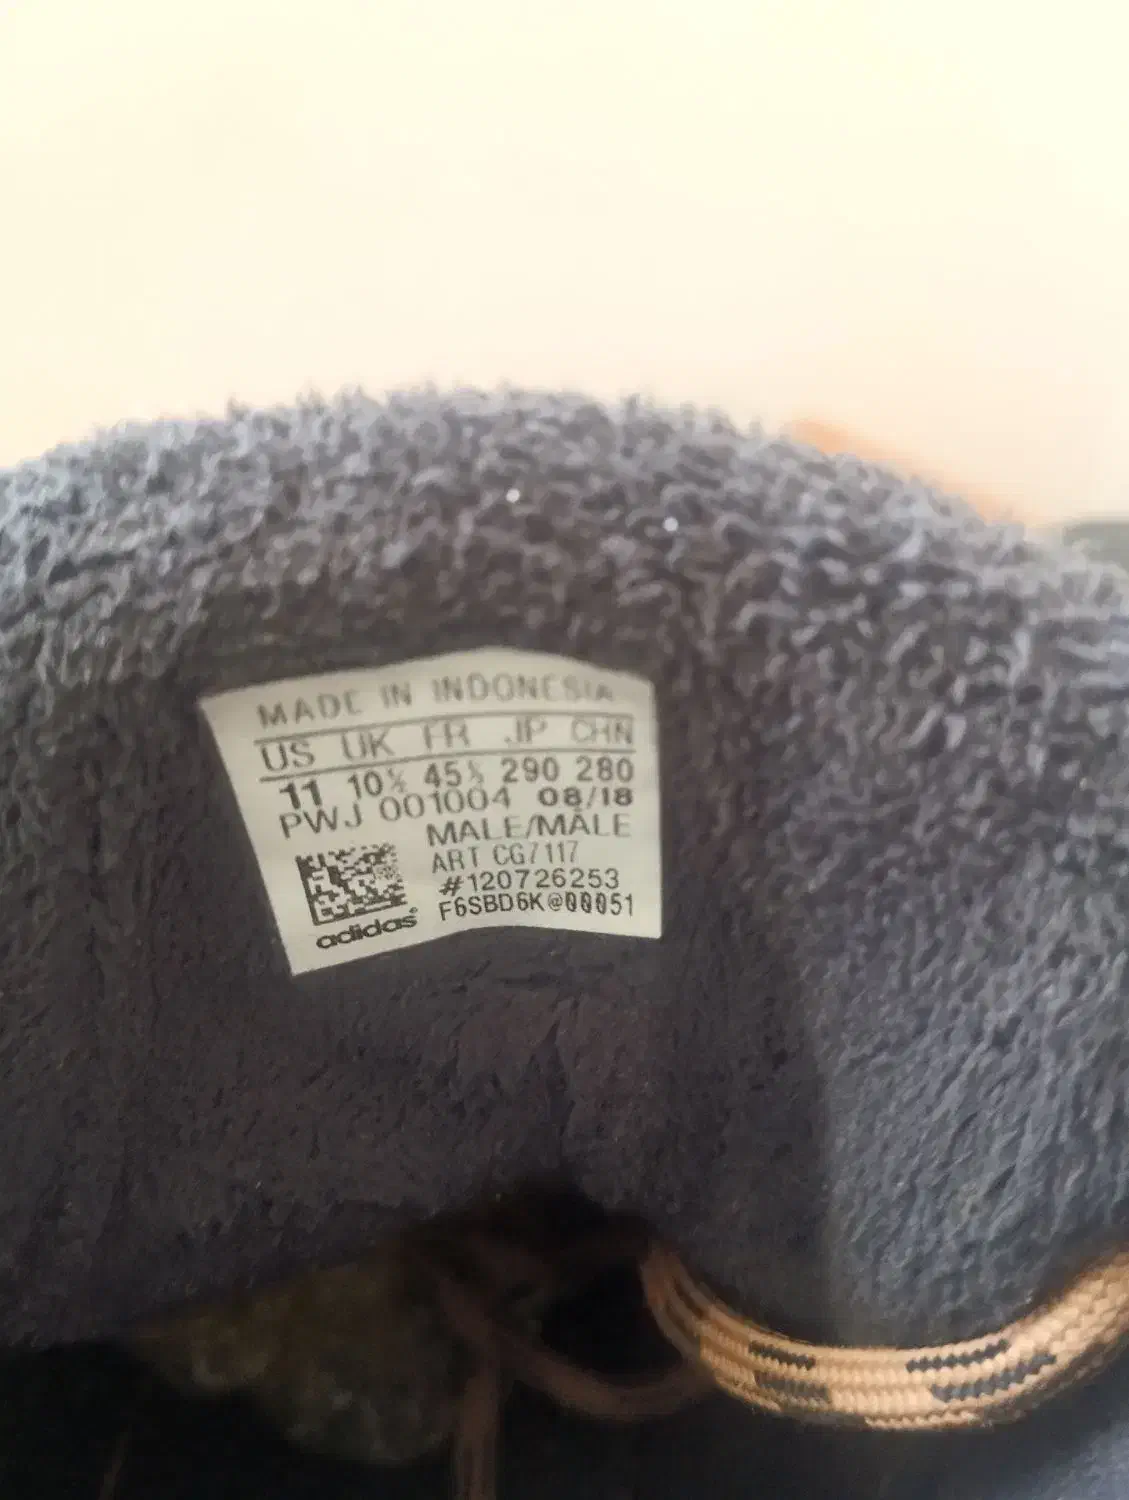 MADE IN INDONESIA
US UK FR JP CHN
11 10½ 45⅓ 290 280
PWJ 001004 08/18
MALE/MÂLE
ART CG7117
#120726253
F6SBD6K@00051
adidas